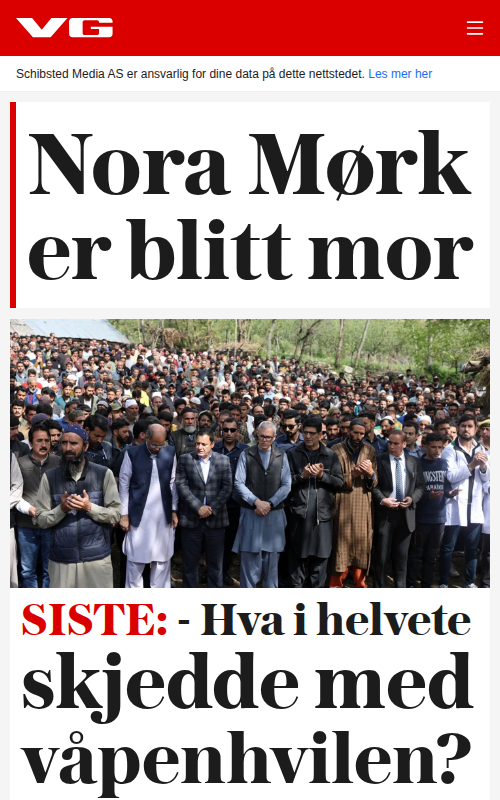 VG
Schibsted Media AS er ansvarlig for dine data på dette nettstedet. Les mer her
Nora Mørk
er blitt mor
SISTE: - Hva i helvete
skjedde med
våpenhvilen?